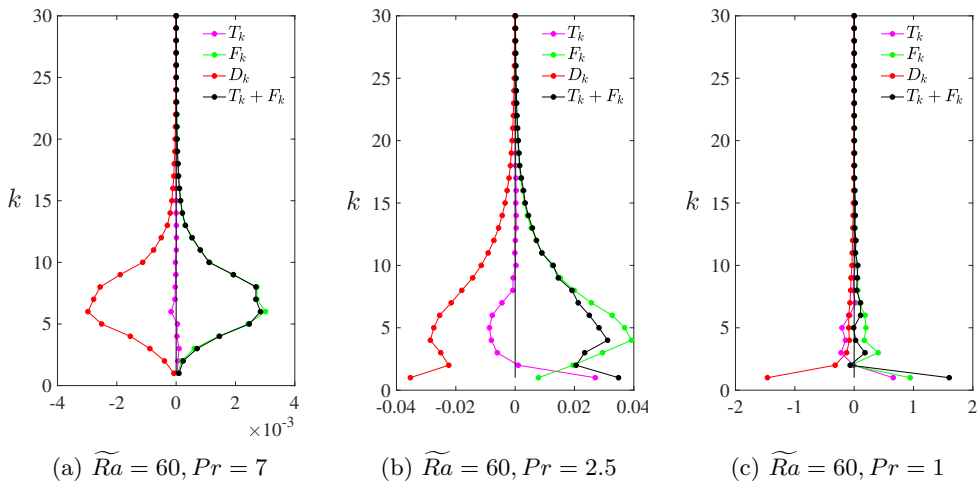 30
25
20
15
10
5
0
k
-4
-2
0
2
4
×10⁻³
T_k
F_k
D_k
T_k + F_k
(a) \widetilde{Ra} = 60, Pr = 7
30
25
20
15
10
5
0
k
-0.04
-0.02
0
0.02
0.04
T_k
F_k
D_k
T_k + F_k
(b) \widetilde{Ra} = 60, Pr = 2.5
30
25
20
15
10
5
0
k
-2
-1
0
1
2
T_k
F_k
D_k
T_k + F_k
(c) \widetilde{Ra} = 60, Pr = 1